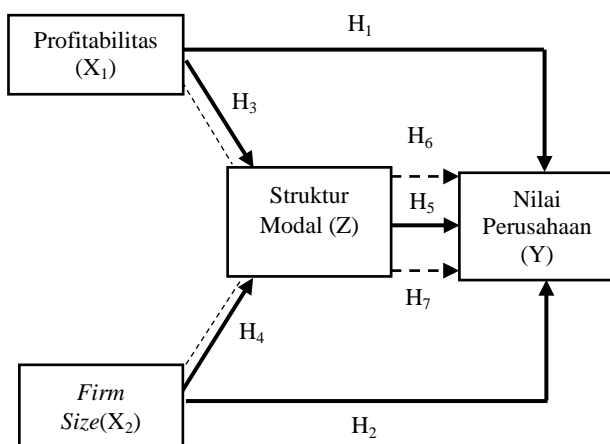 H₁
Profitabilitas
(X₁)
H₃
H₆
Struktur
Modal (Z)
H₅
Nilai
Perusahaan
(Y)
H₇
H₄
Firm
Size(X₂)
H₂